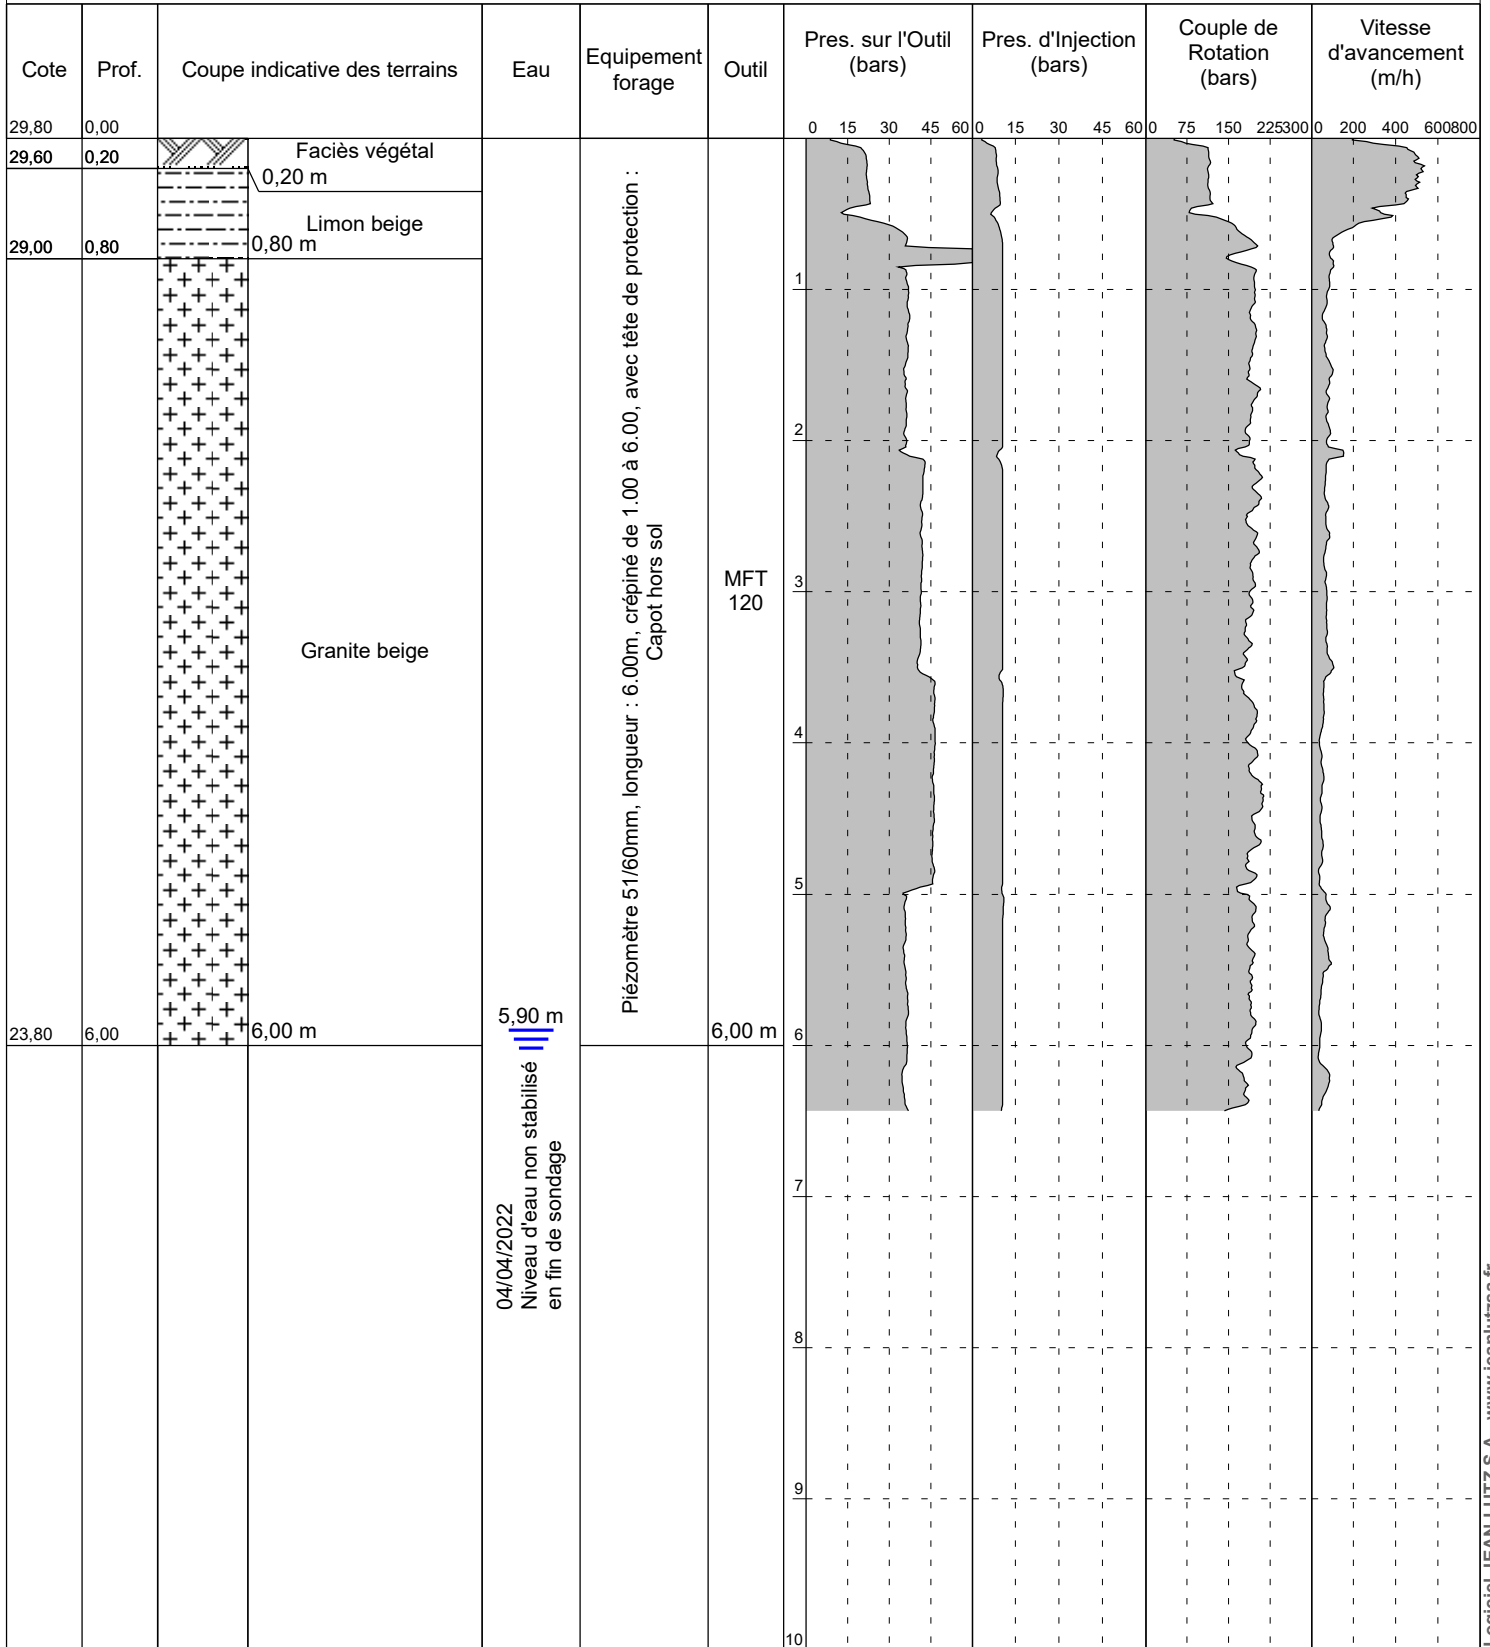 Cote
Prof.
Coupe indicative des terrains
Eau
Equipement
forage
Outil
Pres. sur l'Outil
(bars)
Pres. d'Injection
(bars)
Couple de
Rotation
(bars)
Vitesse
d'avancement
(m/h)
29,80 0,00
0 15 30 45 60
0 15 30 45 60
0 75 150 225 300
0 200 400 600 800
29,60 0,20
Faciès végétal
0,20 m
Limon beige
29,00 0,80
0,80 m
Granite beige
23,80 6,00
6,00 m
5,90 m
04/04/2022
Niveau d'eau non stabilisé
en fin de sondage
Piézomètre 51/60mm, longueur : 6.00m, crépiné de 1.00 à 6.00, avec tête de protection :
Capot hors sol
MFT
120
6,00 m
1
2
3
4
5
6
7
8
9
10
Logiciel JEAN LUTZ S.A - www.jeanlutzsa.fr